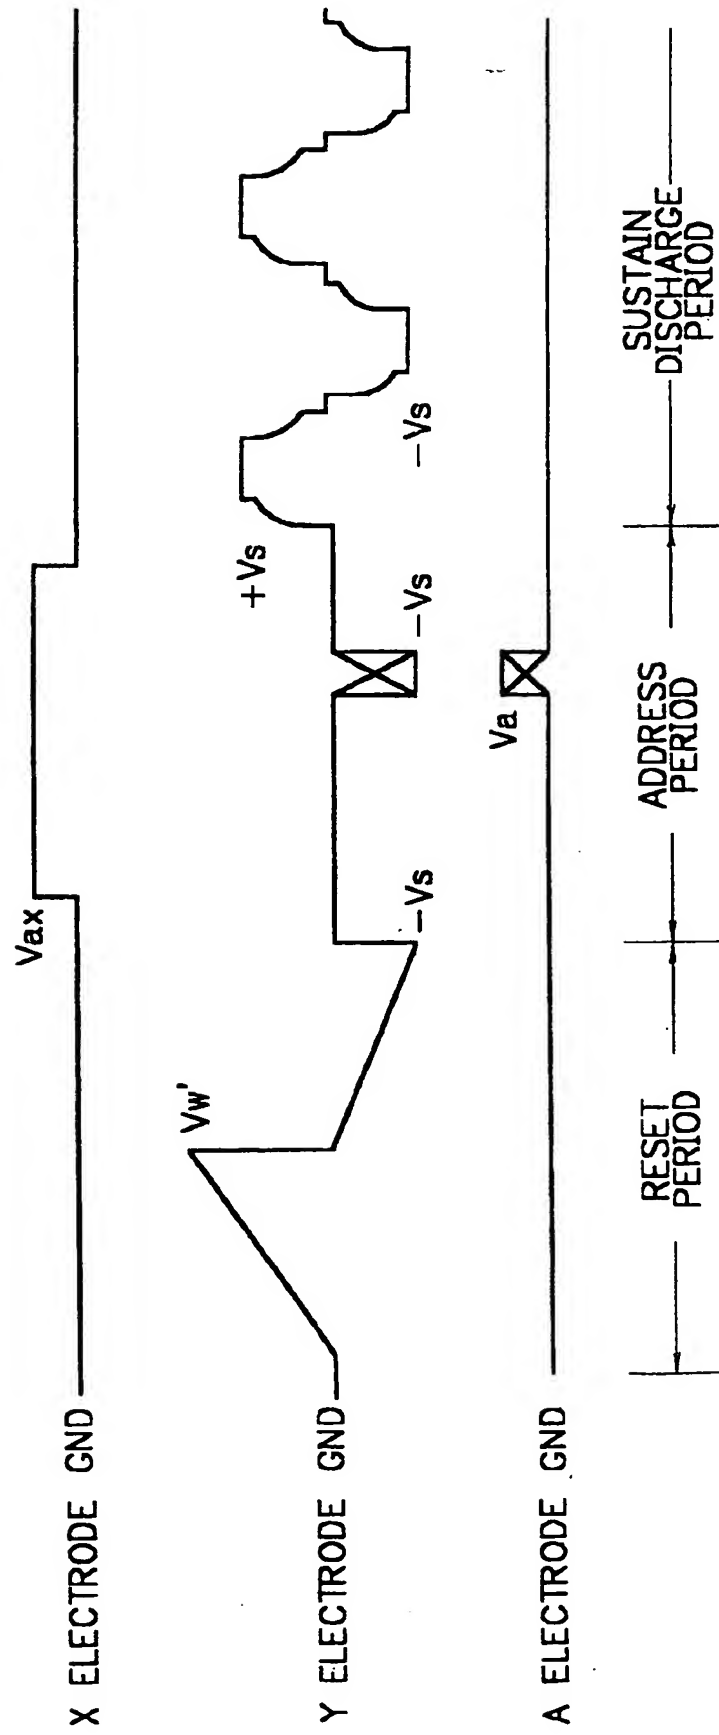 X ELECTRODE GND
Vax
Y ELECTRODE GND
Vw'
−Vs
−Vs
+Vs
−Vs
A ELECTRODE GND
Va
RESET
PERIOD
ADDRESS
PERIOD
SUSTAIN
DISCHARGE
PERIOD